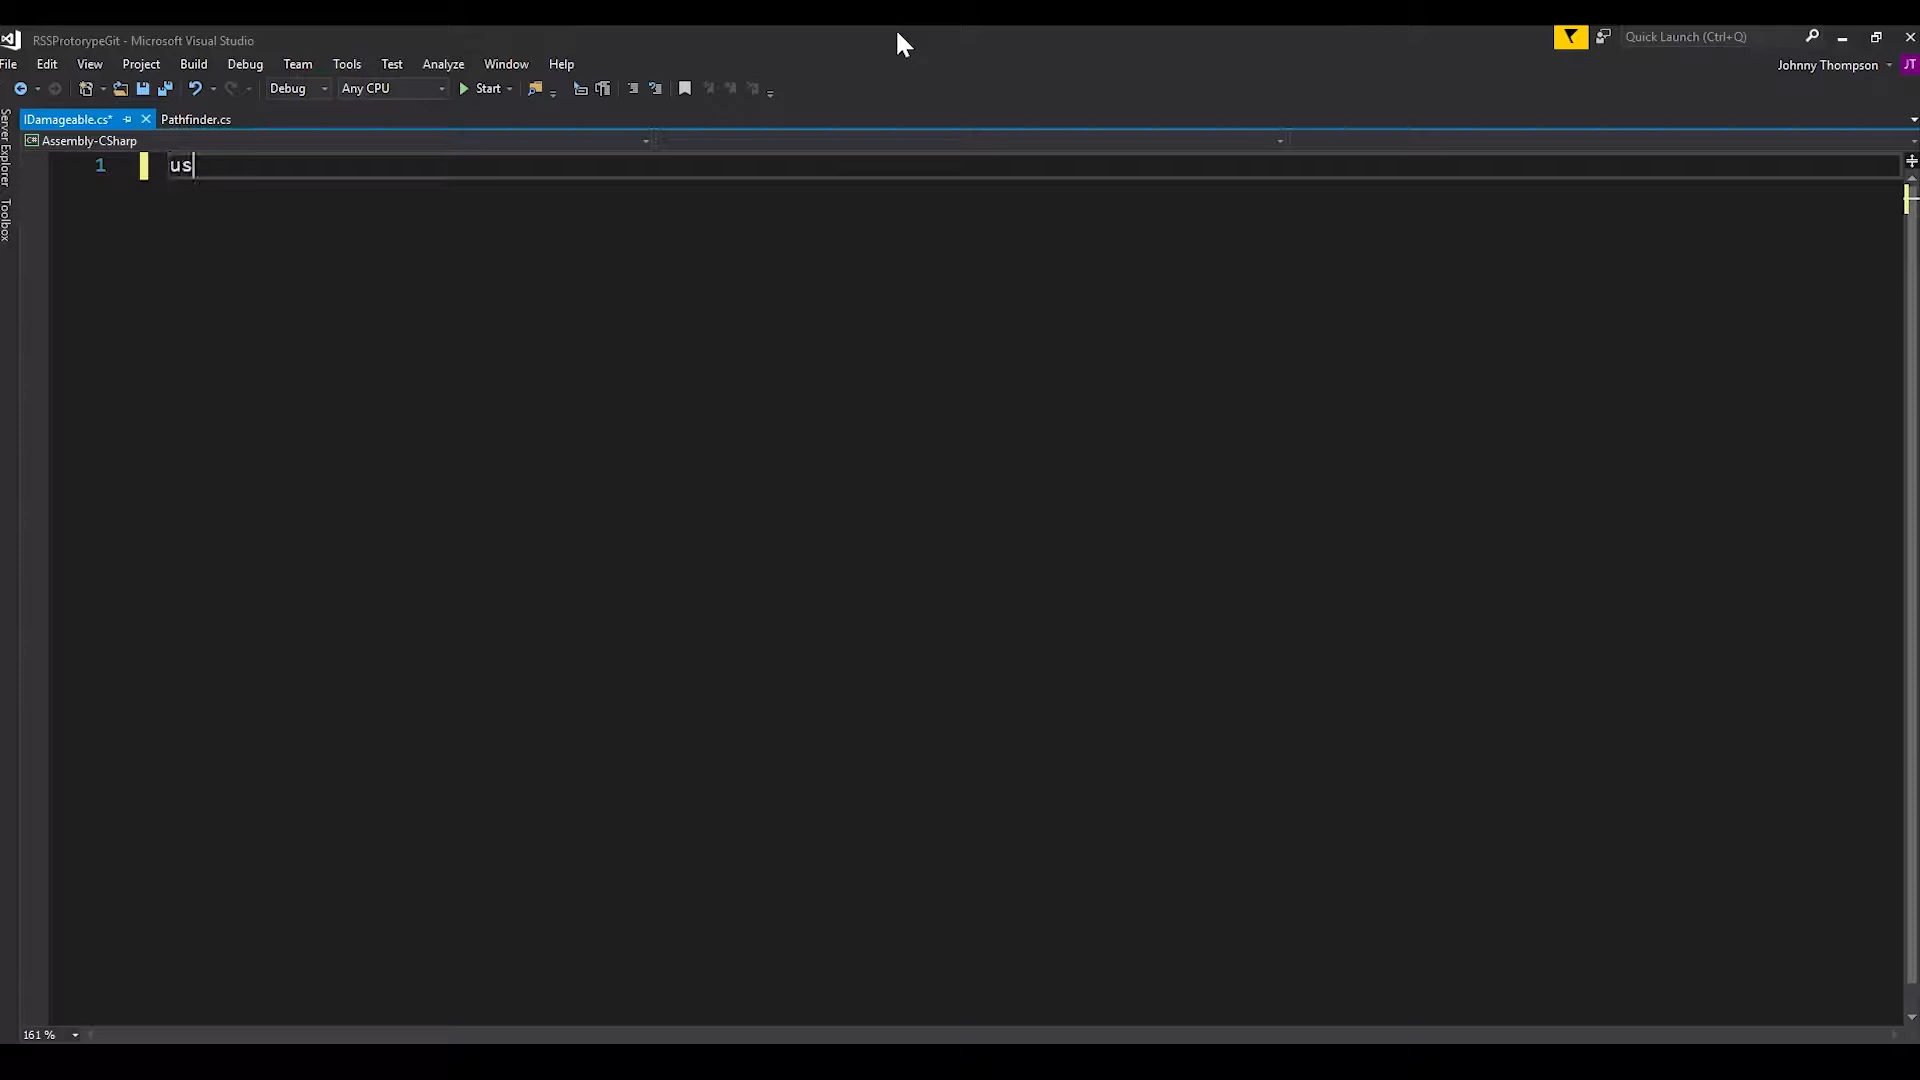 RSSProtorypeGit - Microsoft Visual Studio
Quick Launch (Ctrl+Q)
File Edit View Project Build Debug Team Tools Test Analyze Window Help
Johnny Thompson JT
Debug Any CPU Start
IDamageable.cs* Pathfinder.cs
C# Assembly-CSharp
Server Explorer
Toolbox
1 us
161 %